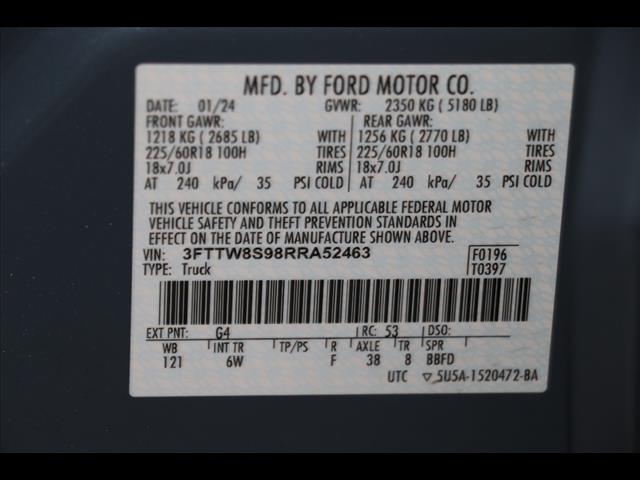 MFD. BY FORD MOTOR CO.
DATE: 01/24 GVWR: 2350 KG ( 5180 LB)
FRONT GAWR: REAR GAWR:
1218 KG ( 2685 LB) WITH 1256 KG ( 2770 LB) WITH
225/60R18 100H TIRES 225/60R18 100H TIRES
18x7.0J RIMS 18x7.0J RIMS
AT 240 kPa/ 35 PSI COLD AT 240 kPa/ 35 PSI COLD
THIS VEHICLE CONFORMS TO ALL APPLICABLE FEDERAL MOTOR
VEHICLE SAFETY AND THEFT PREVENTION STANDARDS IN
EFFECT ON THE DATE OF MANUFACTURE SHOWN ABOVE.
VIN: 3FTTW8S98RRA52463 F0196
TYPE: Truck T0397
EXT PNT: G4 RC: 53 DSO:
WB INT TR TP/PS R AXLE TR SPR
121 6W F 38 8 BBFD
UTC ▽5U5A-1520472-BA